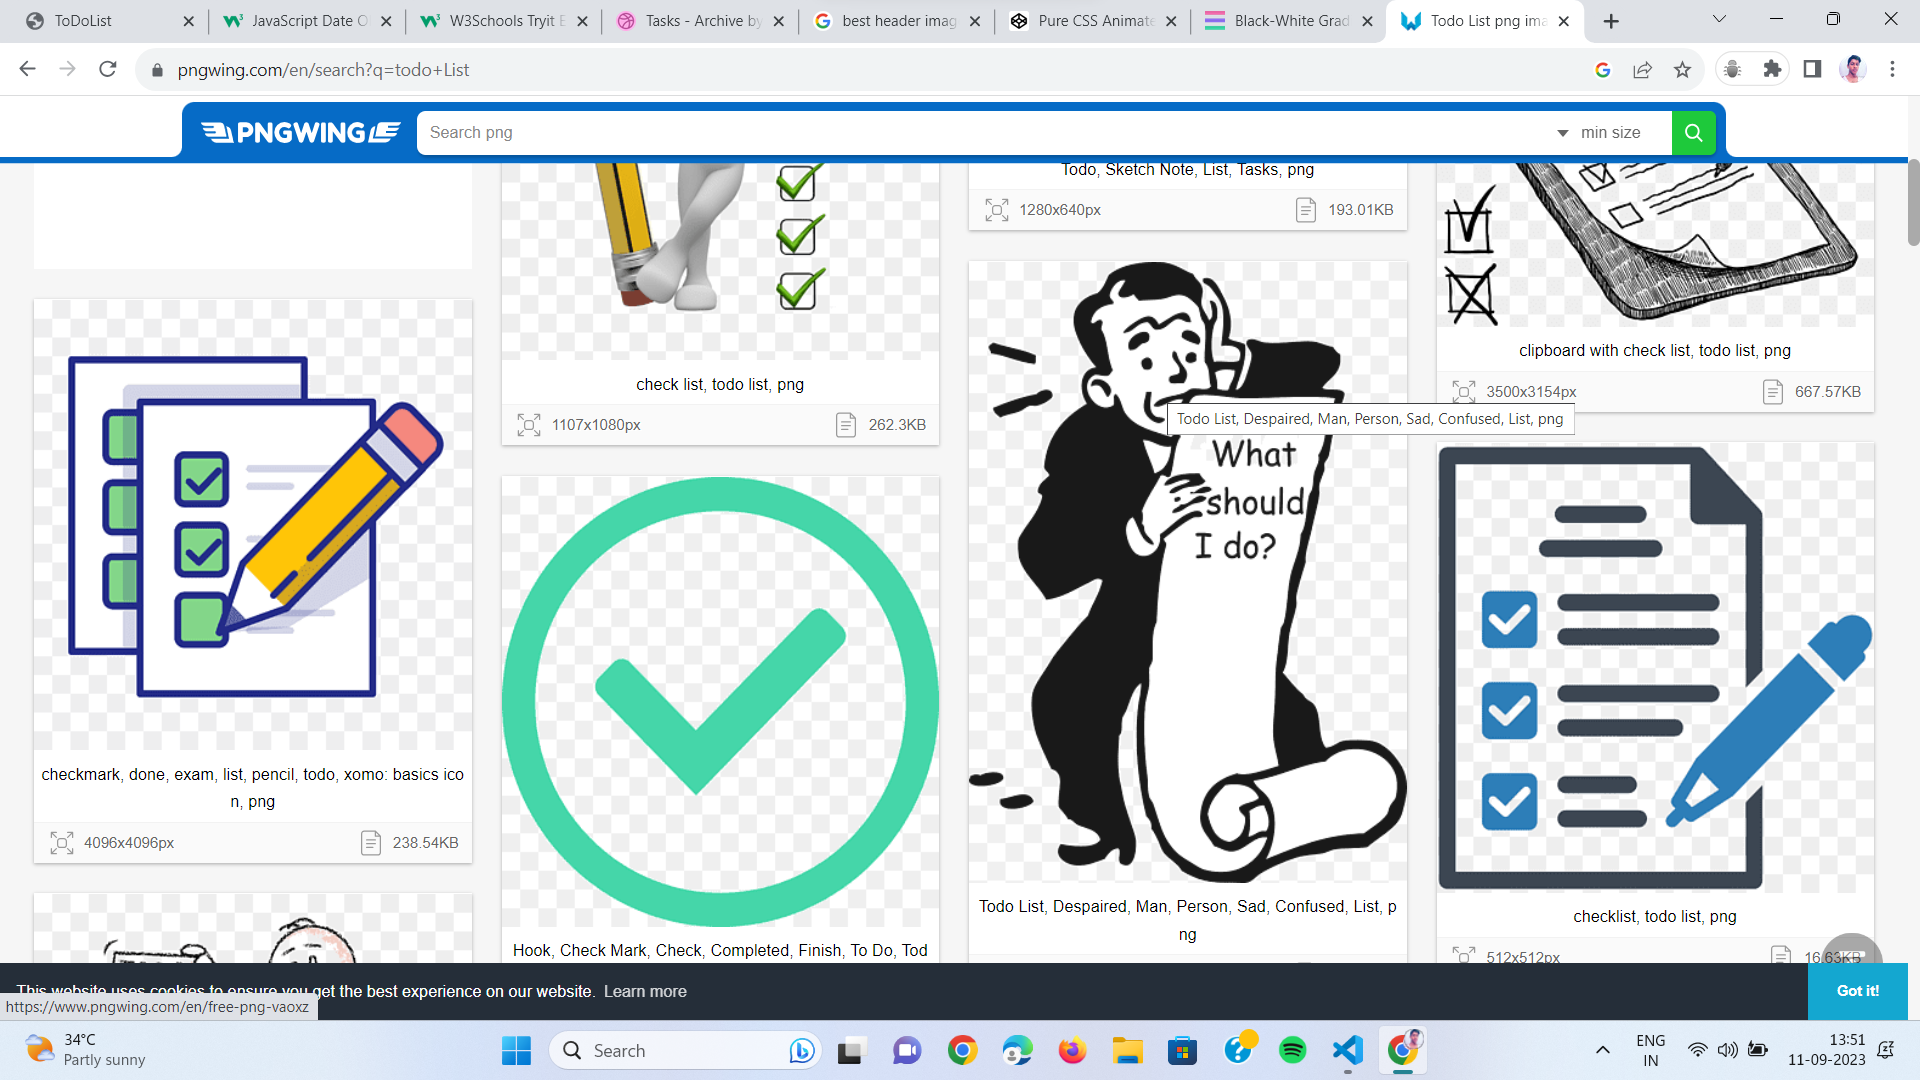 ToDoList
JavaScript Date O
W3Schools Tryit E
Tasks - Archive by
best header imag
Pure CSS Animate
Black-White Grad
Todo List png ima
pngwing.com/en/search?q=todo+List
PNGWING
Search png
min size
Todo, Sketch Note, List, Tasks, png
1280x640px
193.01KB
clipboard with check list, todo list, png
3500x3154px
667.57KB
check list, todo list, png
1107x1080px
262.3KB
Todo List, Despaired, Man, Person, Sad, Confused, List, png
What
should
I do?
checkmark, done, exam, list, pencil, todo, xomo: basics ico
n, png
4096x4096px
238.54KB
Todo List, Despaired, Man, Person, Sad, Confused, List, p
ng
checklist, todo list, png
512x512px
16.63KB
Hook, Check Mark, Check, Completed, Finish, To Do, Tod
This website uses cookies to ensure you get the best experience on our website. Learn more
Got it!
https://www.pngwing.com/en/free-png-vaoxz
34°C
Partly sunny
Search
ENG
IN
13:51
11-09-2023